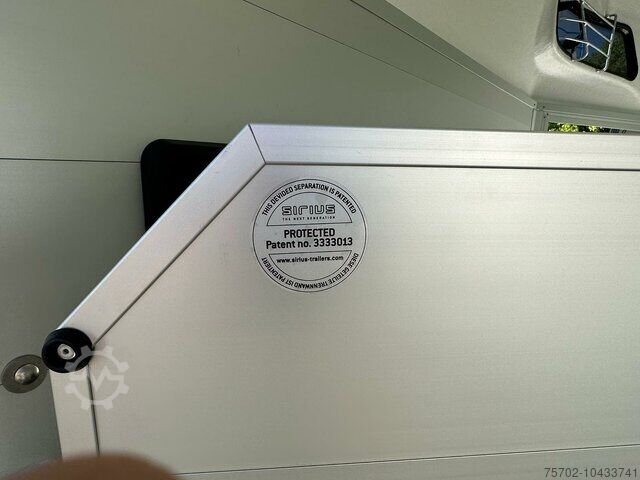 THIS DEVIDED SEPARATION IS PATENTED
SIRIUS
THE NEXT GENERATION
PROTECTED
Patent no. 3333013
www.sirius-trailers.com
DIESE GETEILTE TRENNWAND IST PATENTIERT
75702-10433741